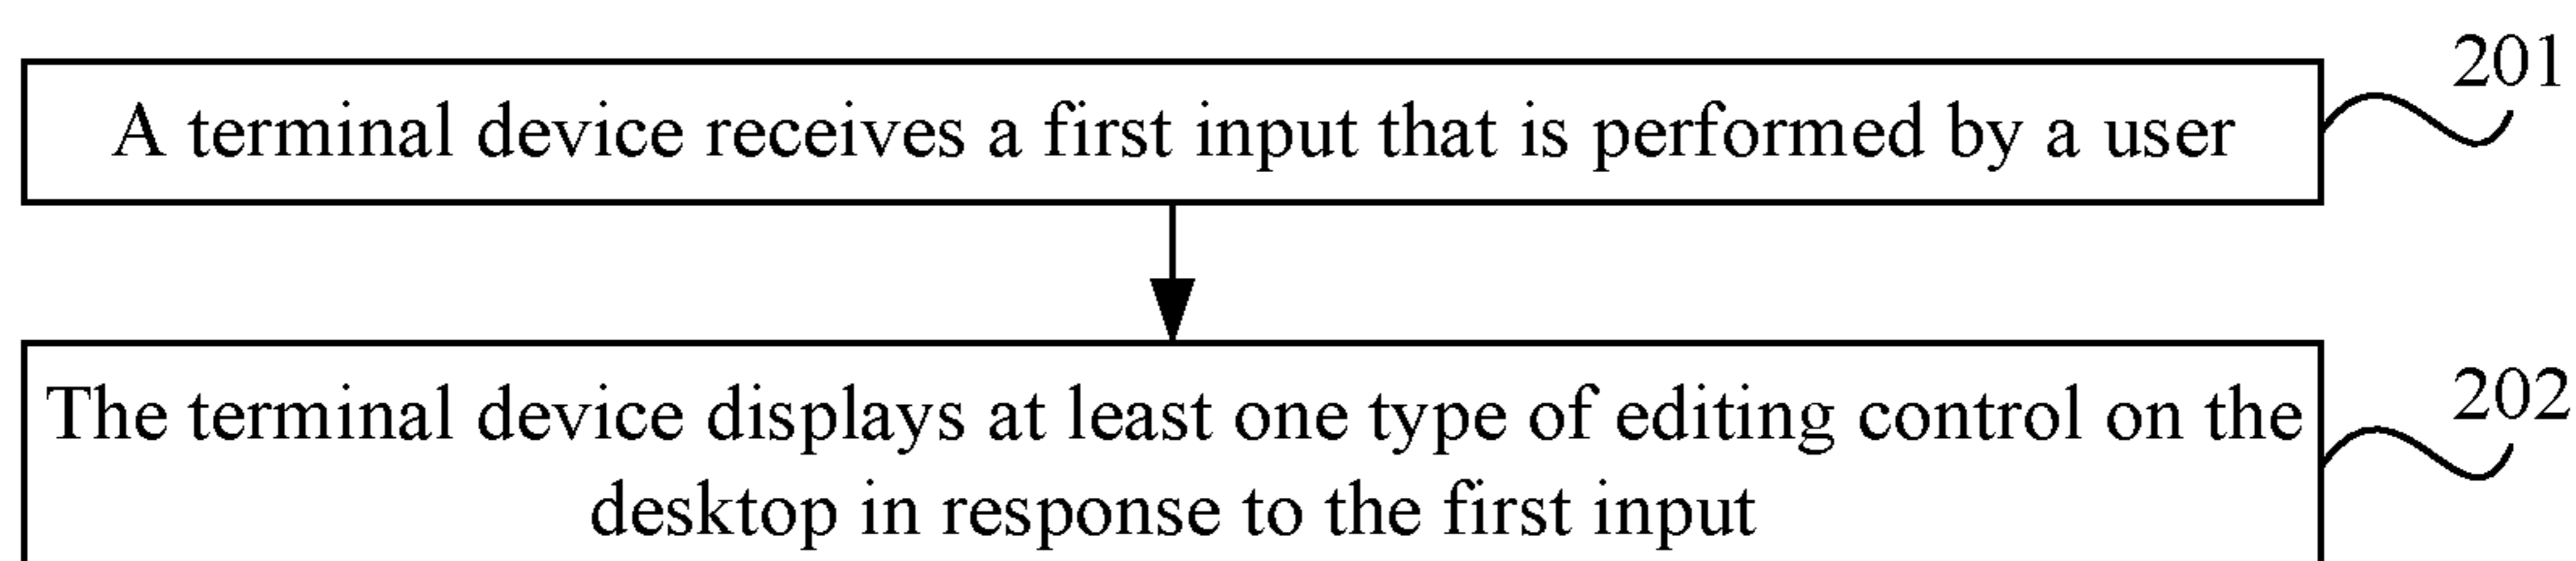 201
A terminal device receives a first input that is performed by a user
202
The terminal device displays at least one type of editing control on the
desktop in response to the first input